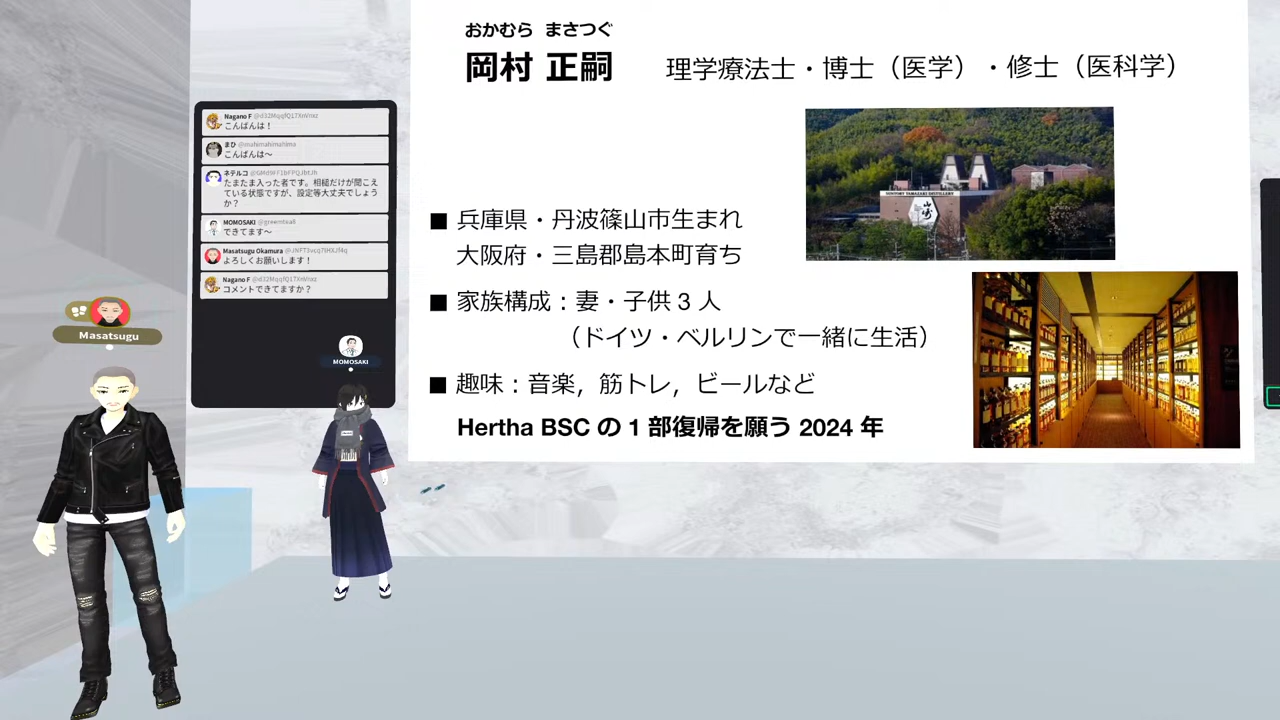 おかむら まさつぐ
岡村 正嗣
理学療法士・博士（医学）・修士（医科学）
■ 兵庫県・丹波篠山市生まれ
大阪府・三島郡島本町育ち
■ 家族構成：妻・子供３人
（ドイツ・ベルリンで一緒に生活）
■ 趣味：音楽，筋トレ，ビールなど
Hertha BSC の 1 部復帰を願う 2024 年
SUNTORY YAMAZAKI DISTILLERY
山崎
Nagano F
こんばんは！
まひ @mahimahimahima
こんばんは～
ネテルコ
たまたま入った者です。相槌だけが聞こえ
ている状態ですが、設定等大丈夫でしょう
か？
MOMOSAKI @greentea8
できてます～
Masatsugu Okamura
よろしくお願いします！
Nagano F
コメントできてますか？
MOMOSAKI
Masatsugu